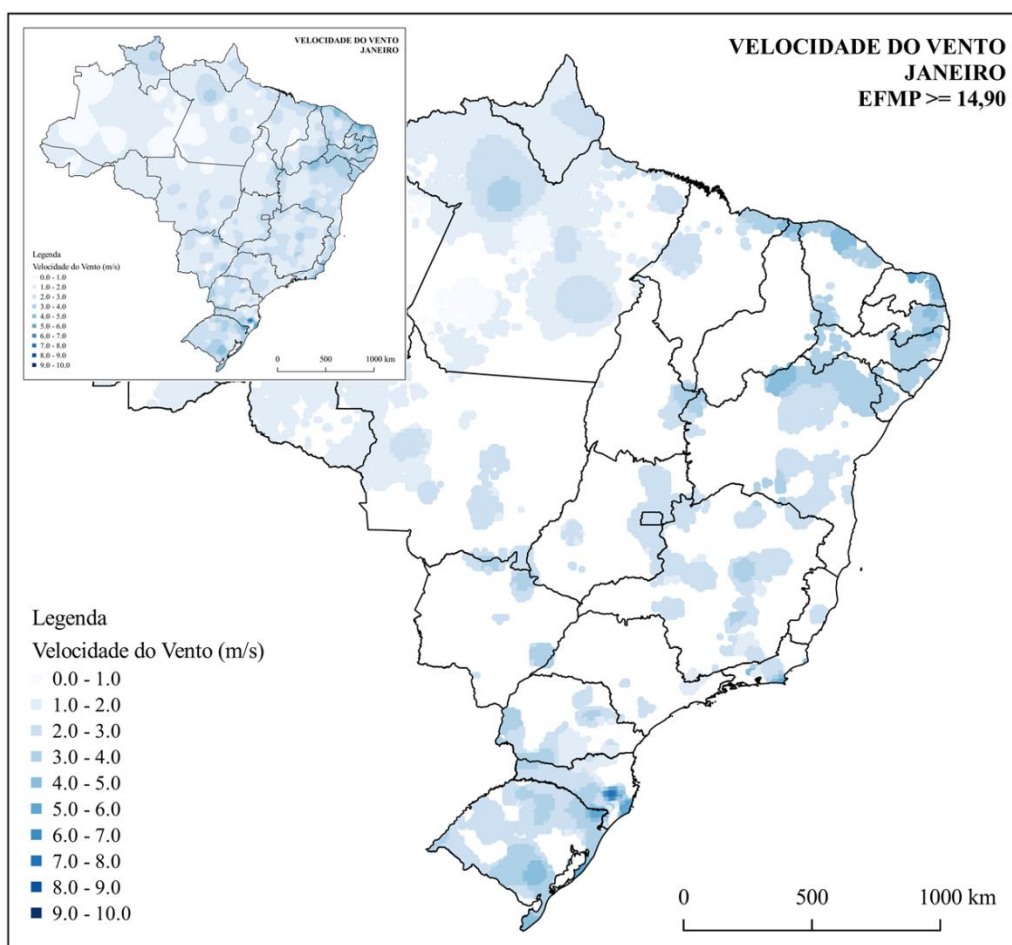 VELOCIDADE DO VENTO
JANEIRO
Legenda
Velocidade do Vento (m/s)
0.0 - 1.0
1.0 - 2.0
2.0 - 3.0
3.0 - 4.0
4.0 - 5.0
5.0 - 6.0
6.0 - 7.0
7.0 - 8.0
8.0 - 9.0
9.0 - 10.0
0 500 1000 km
VELOCIDADE DO VENTO
JANEIRO
EFMP >= 14,90
Legenda
Velocidade do Vento (m/s)
0.0 - 1.0
1.0 - 2.0
2.0 - 3.0
3.0 - 4.0
4.0 - 5.0
5.0 - 6.0
6.0 - 7.0
7.0 - 8.0
8.0 - 9.0
9.0 - 10.0
0 500 1000 km